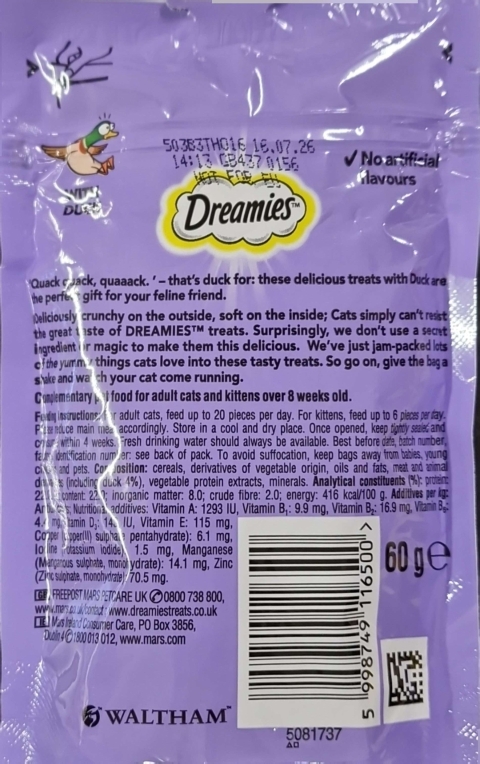 503B3TH016 16.07.26
14:13 GB437 0156
NOT FOR EU
✓ No artificial
flavours
WITH
DUCK
Dreamies™
Quack quack, quaaack. ' – that's duck for: these delicious treats with Duck are
the perfect gift for your feline friend.
Deliciously crunchy on the outside, soft on the inside; Cats simply can't resist
the great taste of DREAMIES™ treats. Surprisingly, we don't use a secret
ingredient or magic to make them this delicious. We've just jam-packed lots
of the yummy things cats love into these tasty treats. So go on, give the bag a
shake and watch your cat come running.
Complementary pet food for adult cats and kittens over 8 weeks old.
Feeding instructions: For adult cats, feed up to 20 pieces per day. For kittens, feed up to 6 pieces per day.
Please reduce main meal accordingly. Store in a cool and dry place. Once opened, keep tightly sealed and
consume within 4 weeks. Fresh drinking water should always be available. Best before date, batch number,
factory identification number: see back of pack. To avoid suffocation, keep bags away from babies, young
children and pets. Composition: cereals, derivatives of vegetable origin, oils and fats, meat and animal
derivatives (including duck 4%), vegetable protein extracts, minerals. Analytical constituents (%): protein:
content: 22. inorganic matter: 8.0; crude fibre: 2.0; energy: 416 kcal/100 g. Additives per kg:
Nutritional additives: Vitamin A: 1293 IU, Vitamin B₁: 9.9 mg, Vitamin B₂: 16.9 mg, Vitamin B₆:
Vitamin D₃: IU, Vitamin E: 115 mg,
Copper (copper(II) sulphate, pentahydrate): 6.1 mg,
Iodine (potassium iodide): 1.5 mg, Manganese
(Manganous sulphate, monohydrate): 14.1 mg, Zinc
(Zinc sulphate, monohydrate): 70.5 mg.
GB FREEPOST MARS PETCARE UK ✆0800 738 800,
www.mars.co.uk/contact www.dreamiestreats.co.uk
Mars Ireland Consumer Care, PO Box 3856,
Dublin 4 ✆1800 013 012, www.mars.com
60 g℮
5 998749 116500 >
WALTHAM™
5081737